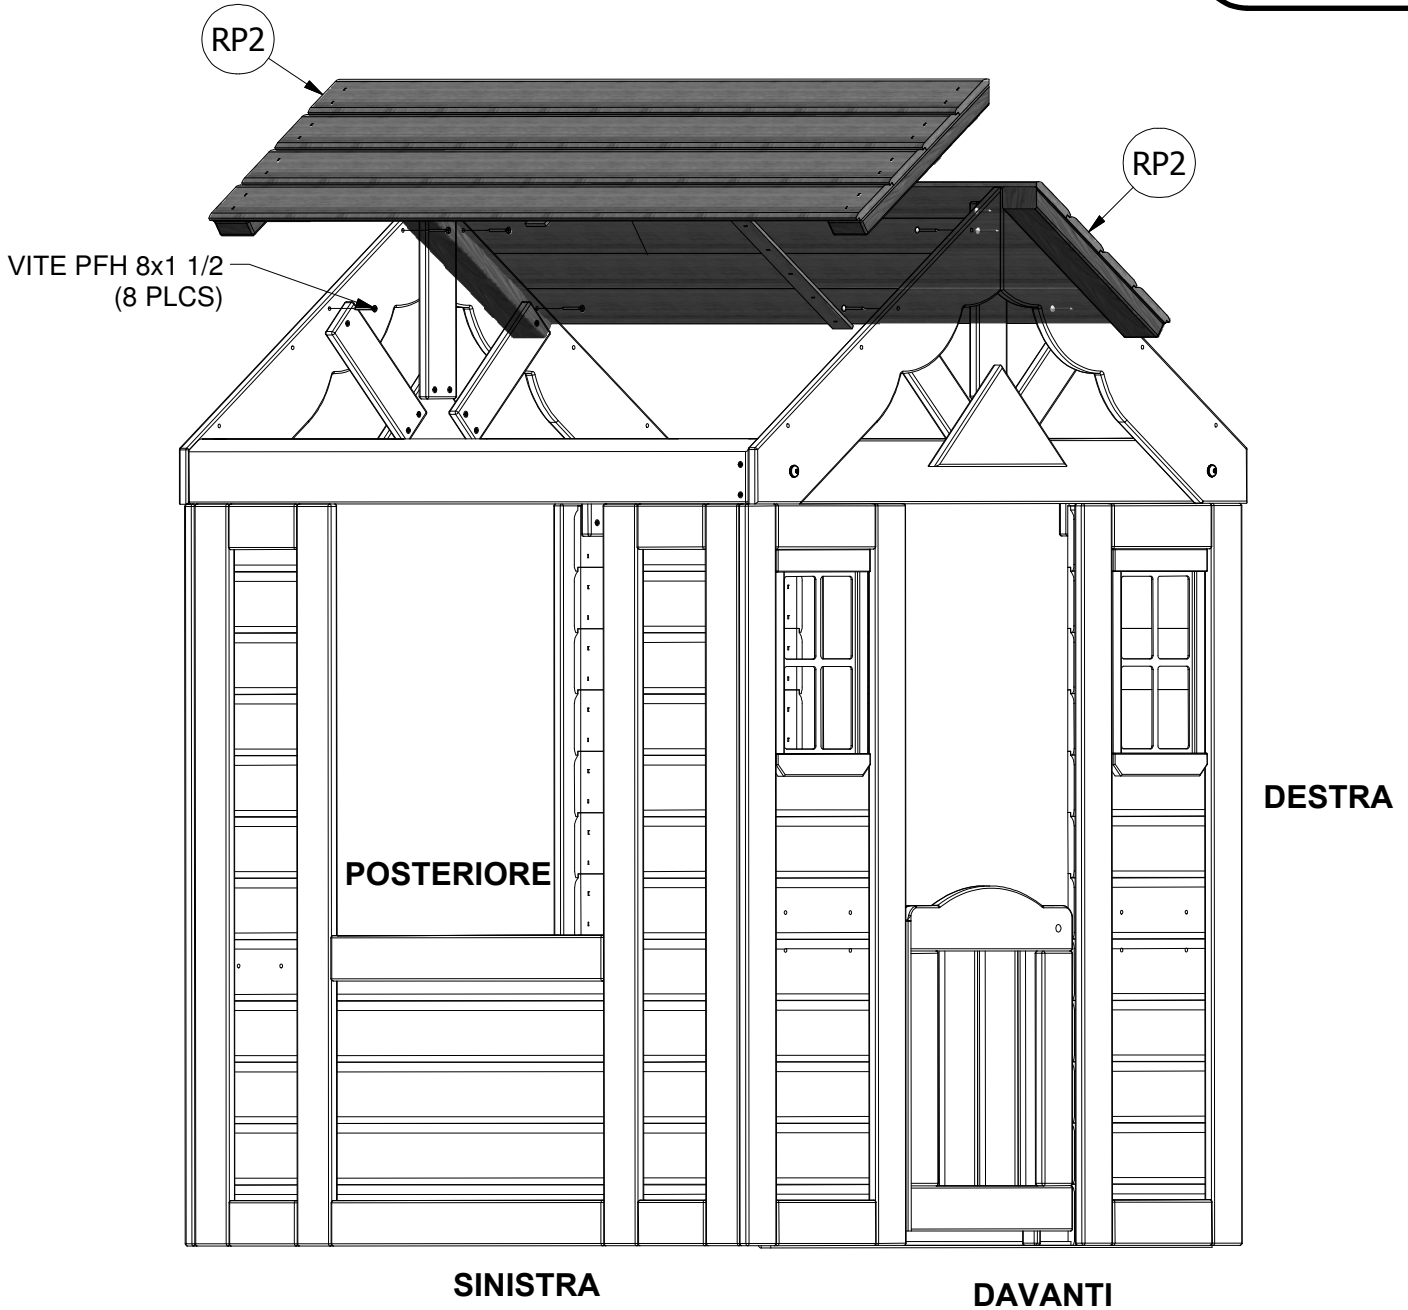 RP2
RP2
VITE PFH 8x1 1/2
(8 PLCS)
DESTRA
POSTERIORE
SINISTRA
DAVANTI